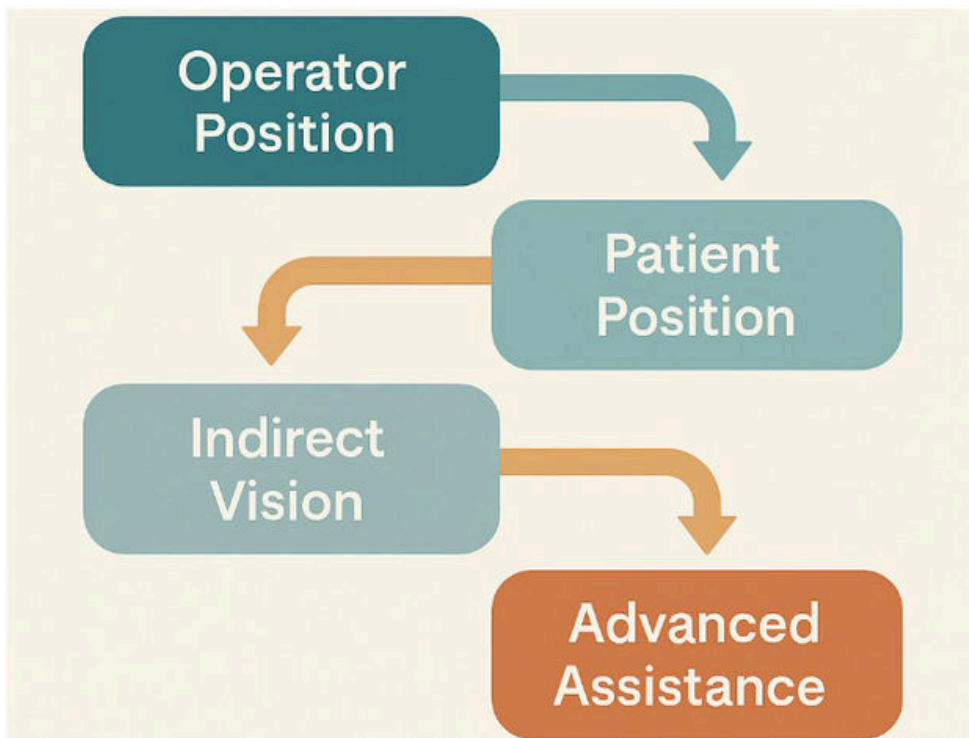 Operator
Position
Patient
Position
Indirect
Vision
Advanced
Assistance